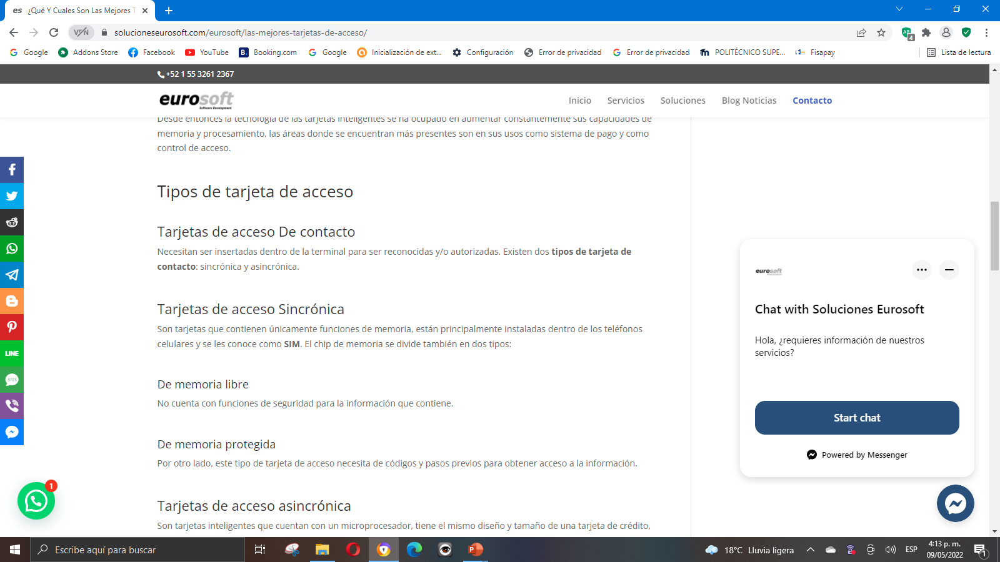 es ¿Qué Y Cuales Son Las Mejores T
VPN solucioneseurosoft.com/eurosoft/las-mejores-tarjetas-de-acceso/
4
Google Addons Store Facebook YouTube B. Booking.com Google Inicialización de ext... Configuración Error de privacidad Error de privacidad POLITÉCNICO SUPE... Fisapay Lista de lectura
+52 1 55 3261 2367
eurosoft
Software Development
Inicio Servicios Soluciones Blog Noticias Contacto
Desde entonces la tecnología de las tarjetas inteligentes se ha ocupado en aumentar constantemente sus capacidades de
memoria y procesamiento, las áreas donde se encuentran más presentes son en sus usos como sistema de pago y como
control de acceso.
Tipos de tarjeta de acceso
Tarjetas de acceso De contacto
Necesitan ser insertadas dentro de la terminal para ser reconocidas y/o autorizadas. Existen dos tipos de tarjeta de
contacto: sincrónica y asincrónica.
Tarjetas de acceso Sincrónica
Son tarjetas que contienen únicamente funciones de memoria, están principalmente instaladas dentro de los teléfonos
celulares y se les conoce como SIM. El chip de memoria se divide también en dos tipos:
De memoria libre
No cuenta con funciones de seguridad para la información que contiene.
De memoria protegida
Por otro lado, este tipo de tarjeta de acceso necesita de códigos y pasos previos para obtener acceso a la información.
Tarjetas de acceso asincrónica
Son tarjetas inteligentes que cuentan con un microprocesador, tiene el mismo diseño y tamaño de una tarjeta de crédito,
LINE
SMS
1
eurosoft
Chat with Soluciones Eurosoft
Hola, ¿requieres información de nuestros
servicios?
Start chat
Powered by Messenger
Escribe aquí para buscar
18°C Lluvia ligera
ESP
4:13 p. m.
09/05/2022
1